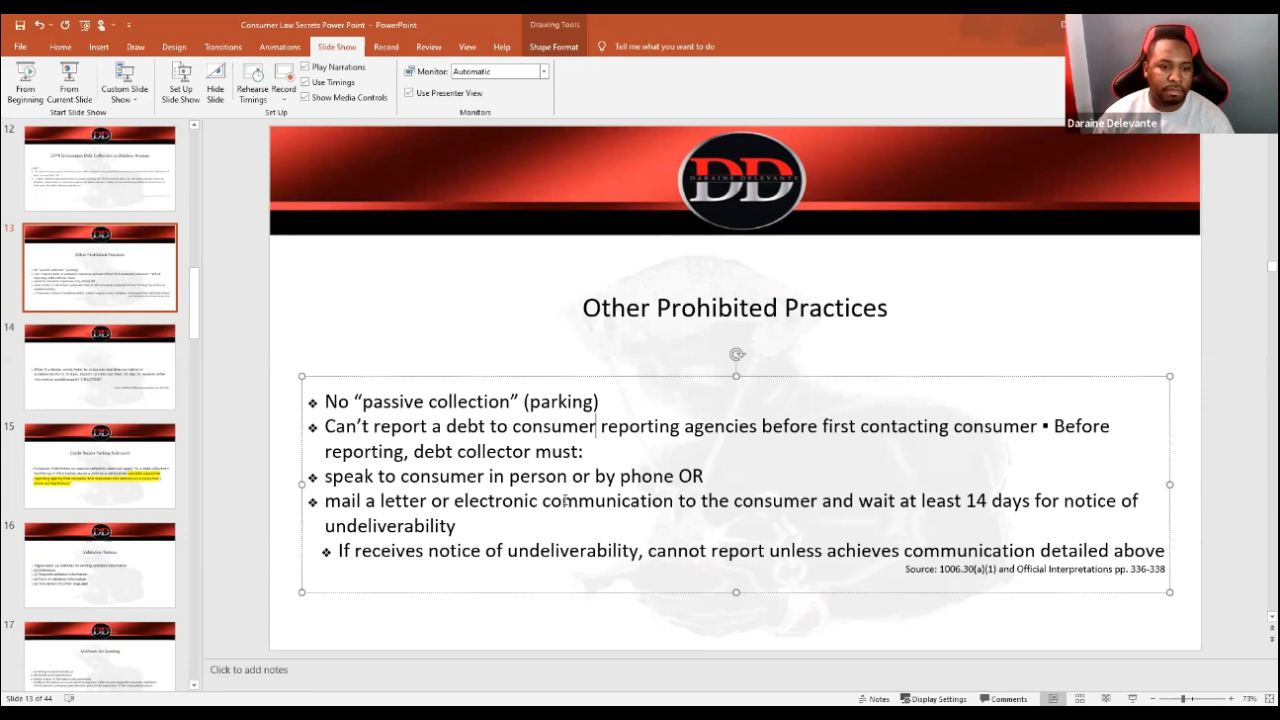 Consumer Law Secrets Power Point - PowerPoint
Drawing Tools
File Home Insert Draw Design Transitions Animations Slide Show Record Review View Help Shape Format Tell me what you want to do
From Beginning
From Current Slide
Custom Slide Show
Start Slide Show
Set Up Slide Show
Hide Slide
Rehearse Timings
Record
Play Narrations
Use Timings
Show Media Controls
Set Up
Monitor: Automatic
Use Presenter View
Monitors
Daraine Delevante
12
13
Other Prohibited Practices
14
15
16
Validation Notices
17
DD
DARAINE DELEVANTE
Other Prohibited Practices
❖ No “passive collection” (parking)
❖ Can’t report a debt to consumer reporting agencies before first contacting consumer ▪ Before
reporting, debt collector must:
❖ speak to consumer in person or by phone OR
❖ mail a letter or electronic communication to the consumer and wait at least 14 days for notice of
undeliverability
❖ If receives notice of undeliverability, cannot report unless achieves communication detailed above
Source: 1006.30(a)(1) and Official Interpretations pp. 336-338
Click to add notes
Slide 13 of 44
Notes Display Settings Comments 73%